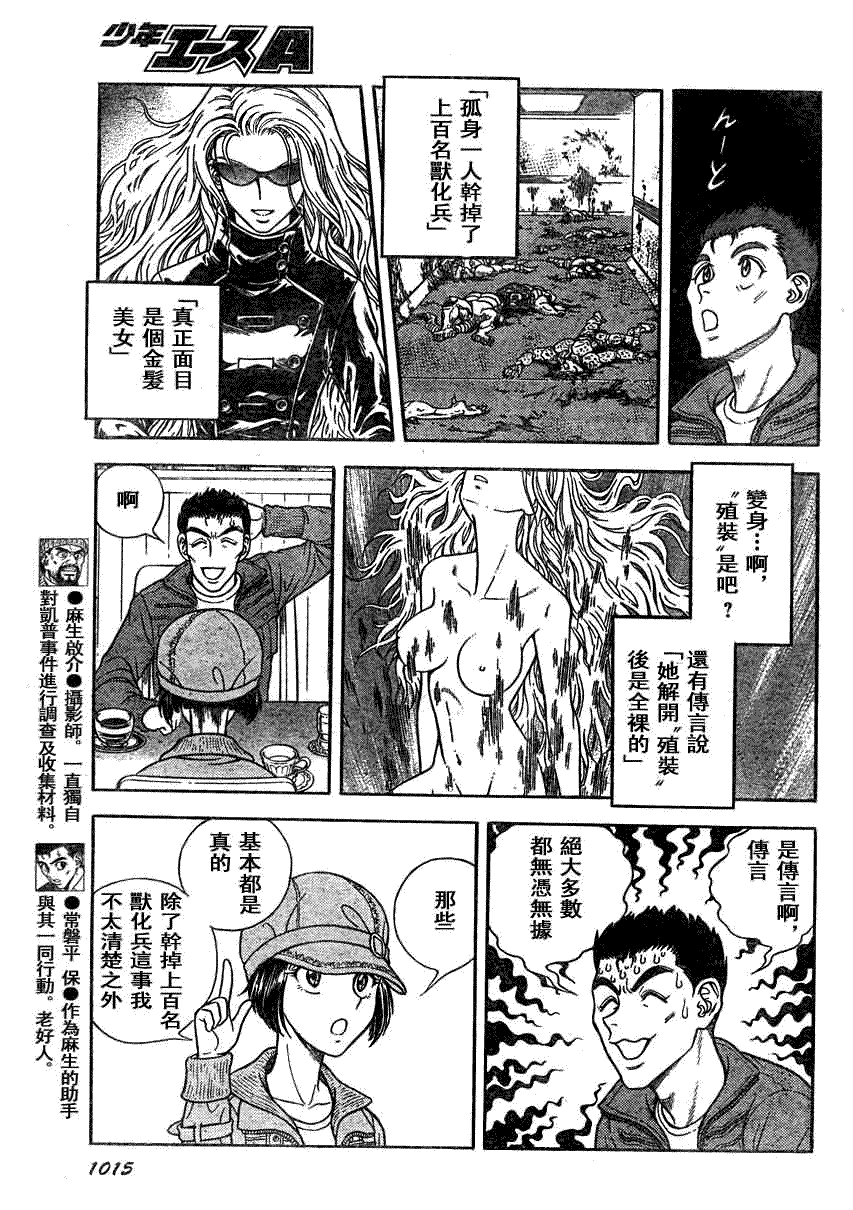 少年エースA
んーと
「孤身一人幹掉了
上百名獸化兵」
「真正面目
是個金髮
美女」
變身…啊，
〝殖裝〟是吧？
還有傳言說
「她解開〝殖裝〟
後是全裸的」
啊
是傳言啊，
傳言
絕大多數
都無憑無據
那些
基本都是
真的
除了幹掉上百名
獸化兵這事我
不太清楚之外
●麻生啟介●攝影師。一直獨自
對凱普事件進行調查及收集材料。
●常磐平 保●作為麻生的助手
與其一同行動。老好人。
1015